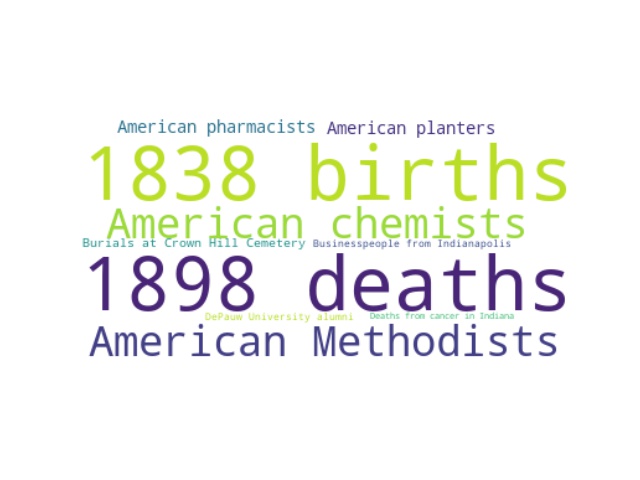 American pharmacists American planters
1838 births
American chemists
Burials at Crown Hill Cemetery Businesspeople from Indianapolis
1898 deaths
DePauw University alumni Deaths from cancer in Indiana
American Methodists